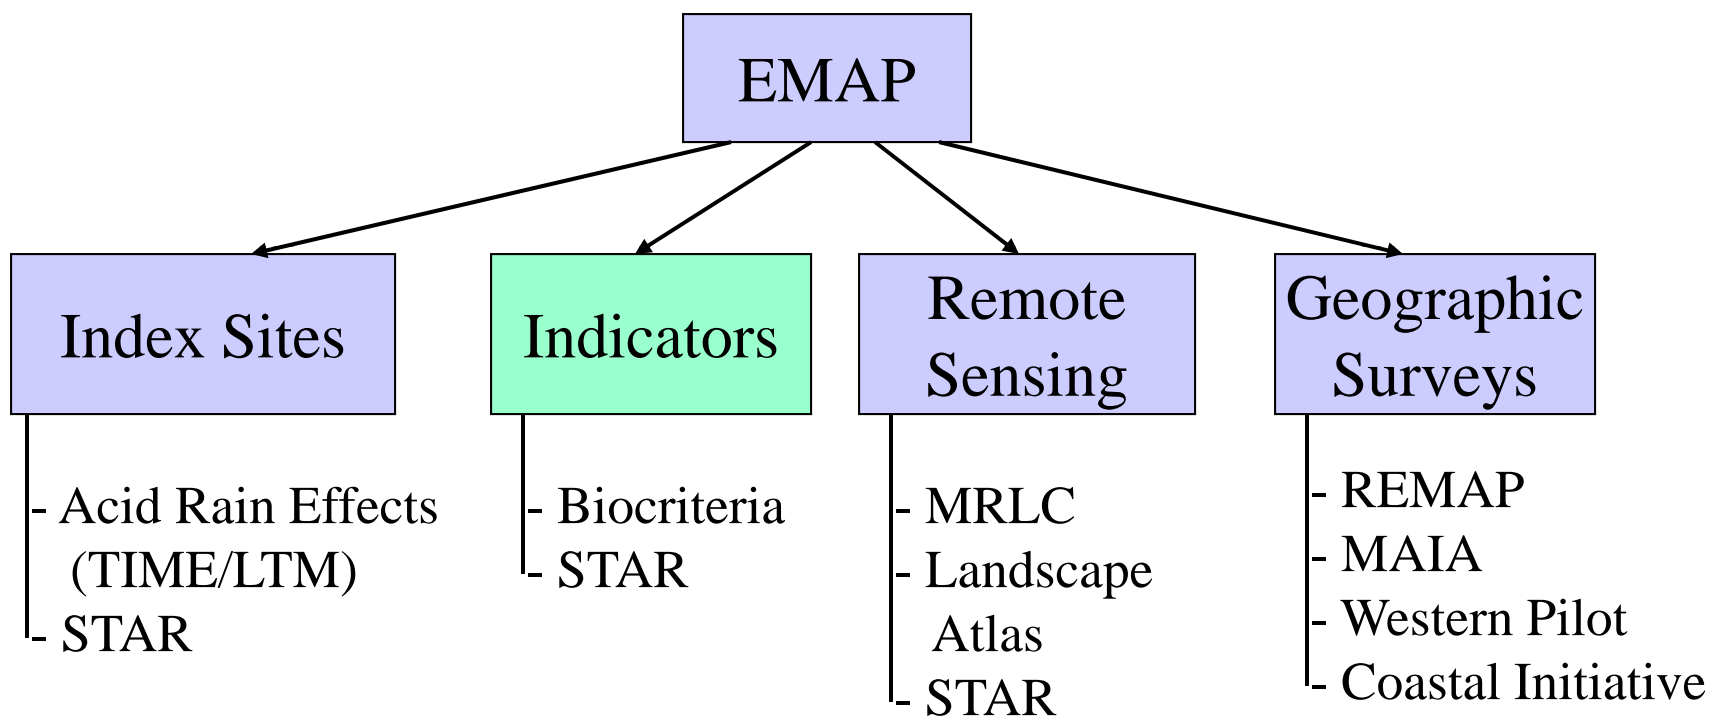 EMAP
Index Sites
- Acid Rain Effects
(TIME/LTM)
- STAR
Indicators
- Biocriteria
- STAR
Remote
Sensing
- MRLC
- Landscape
Atlas
- STAR
Geographic
Surveys
- REMAP
- MAIA
- Western Pilot
- Coastal Initiative